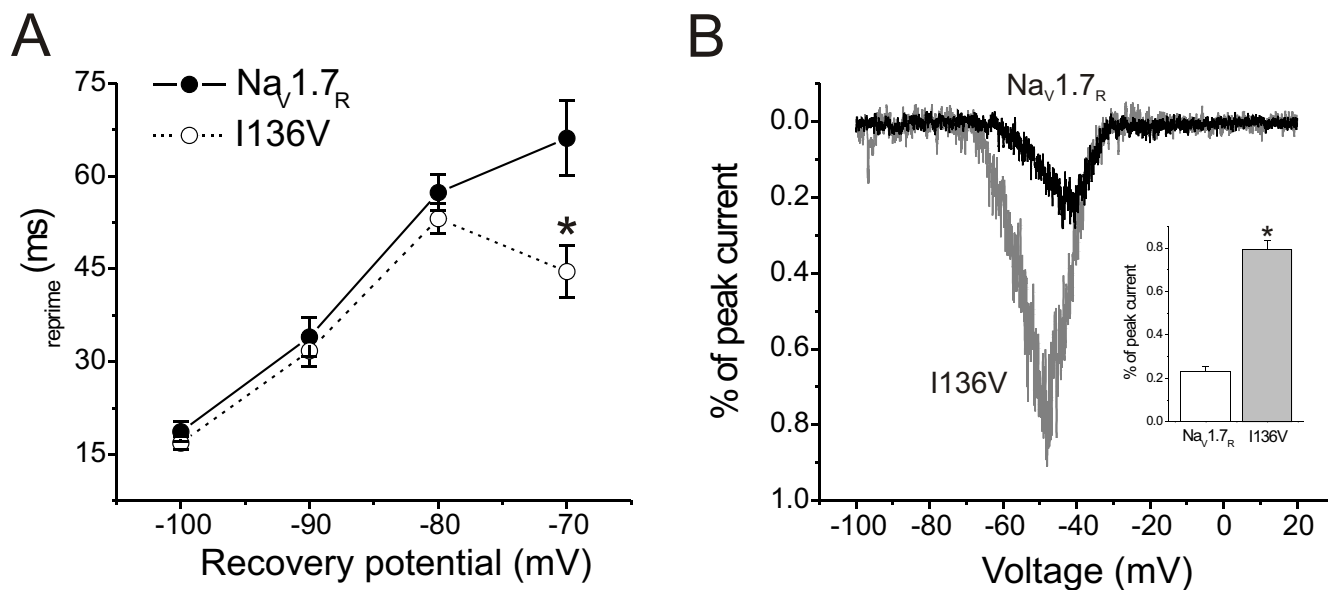 A
75
60
45
30
15
reprime (ms)
Nav1.7R
I136V
*
-100 -90 -80 -70
Recovery potential (mV)
B
0.0
0.2
0.4
0.6
0.8
1.0
% of peak current
NaV1.7R
I136V
-100 -80 -60 -40 -20 0 20
Voltage (mV)
0.8
0.6
0.4
0.2
0.0
% of peak current
*
NaV1.7R I136V